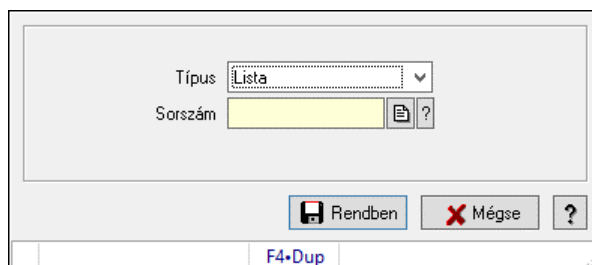 Típus Lista
Sorszám ?
Rendben Mégse ?
F4•Dup